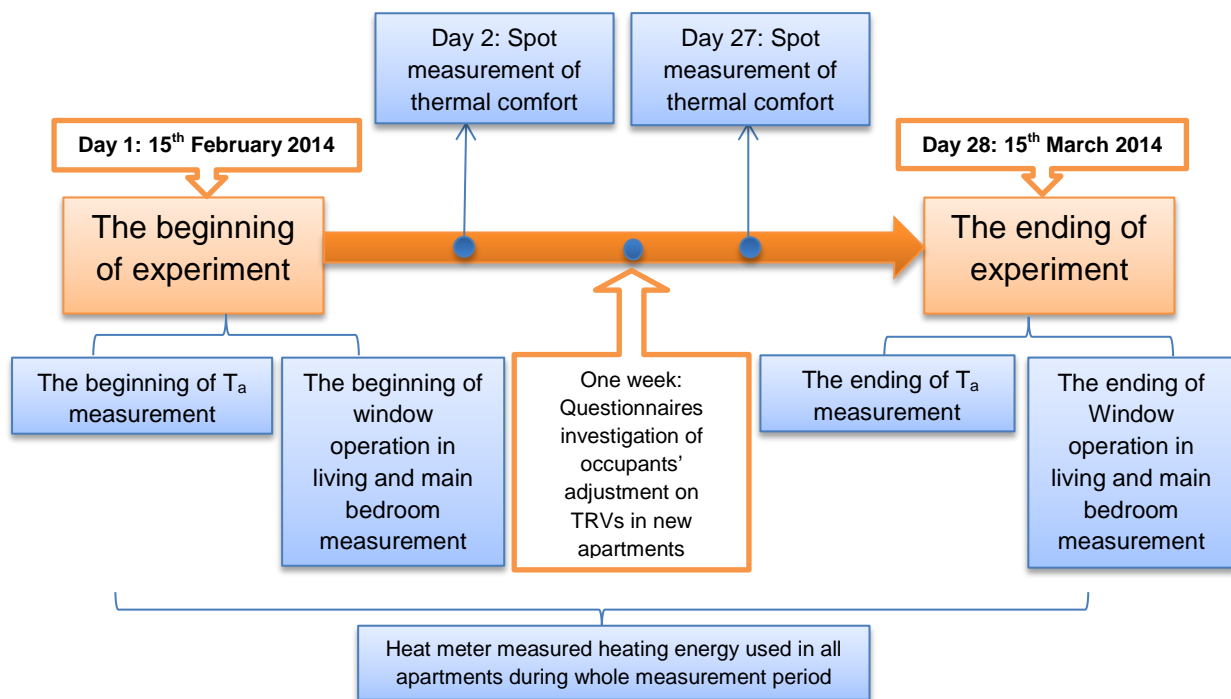 Day 2: Spot
measurement of
thermal comfort
Day 27: Spot
measurement of
thermal comfort
Day 1: 15th February 2014
Day 28: 15th March 2014
The beginning
of experiment
The ending of
experiment
The beginning of Ta
measurement
The beginning of
window
operation in
living and main
bedroom
measurement
One week:
Questionnaires
investigation of
occupants’
adjustment on
TRVs in new
apartments
The ending of Ta
measurement
The ending of
Window
operation in
living and main
bedroom
measurement
Heat meter measured heating energy used in all
apartments during whole measurement period